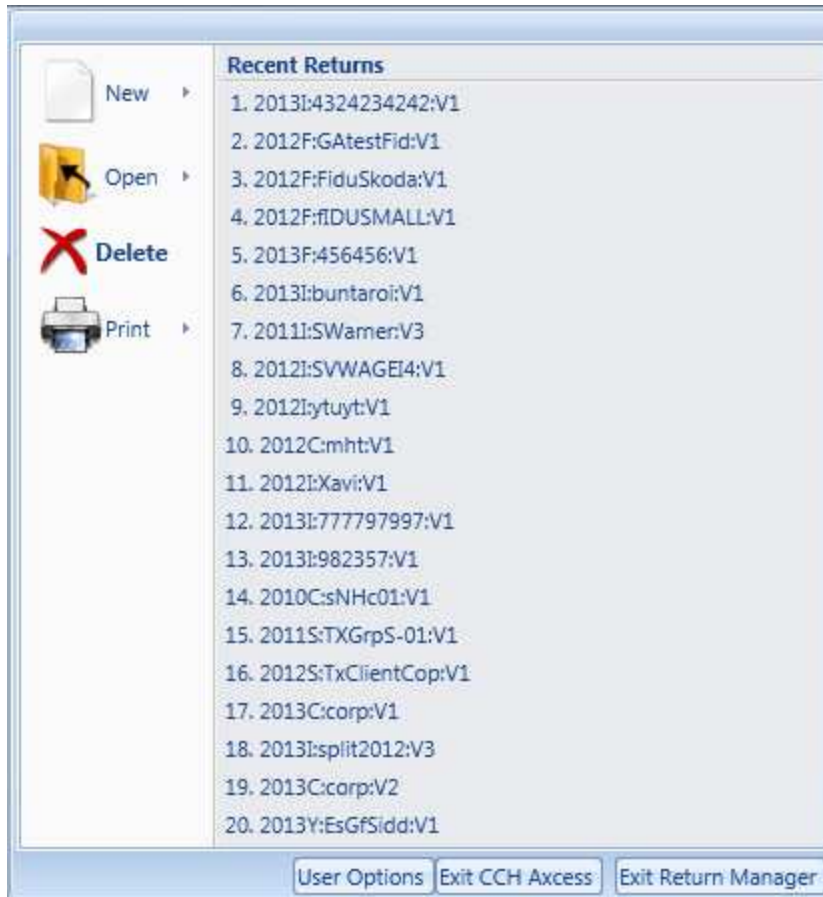 New
Open
Delete
Print
Recent Returns
1. 2013I:4324234242:V1
2. 2012F:GAtestFid:V1
3. 2012F:FiduSkoda:V1
4. 2012F:fIDUSMALL:V1
5. 2013F:456456:V1
6. 2013I:buntaroi:V1
7. 2011I:SWarner:V3
8. 2012I:SVWAGEI4:V1
9. 2012I:ytuyt:V1
10. 2012C:mht:V1
11. 2012I:Xavi:V1
12. 2013I:777797997:V1
13. 2013I:982357:V1
14. 2010C:sNHc01:V1
15. 2011S:TXGrpS-01:V1
16. 2012S:TxClientCop:V1
17. 2013C:corp:V1
18. 2013I:split2012:V3
19. 2013C:corp:V2
20. 2013Y:EsGfSidd:V1
User Options
Exit CCH Axcess
Exit Return Manager